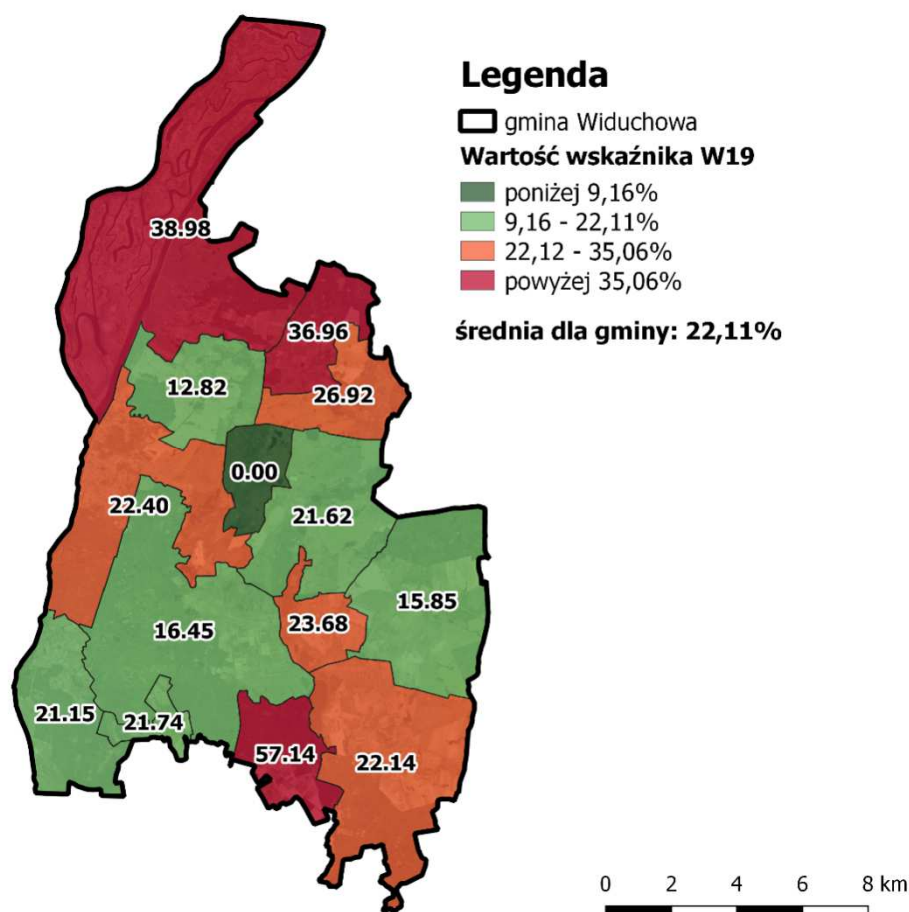 Legenda
gmina Widuchowa
Wartość wskaźnika W19
poniżej 9,16%
9,16 - 22,11%
22,12 - 35,06%
powyżej 35,06%
średnia dla gminy: 22,11%
38.98
36.96
12.82
26.92
0.00
22.40
21.62
15.85
16.45
23.68
21.15
21.74
57.14
22.14
0 2 4 6 8 km